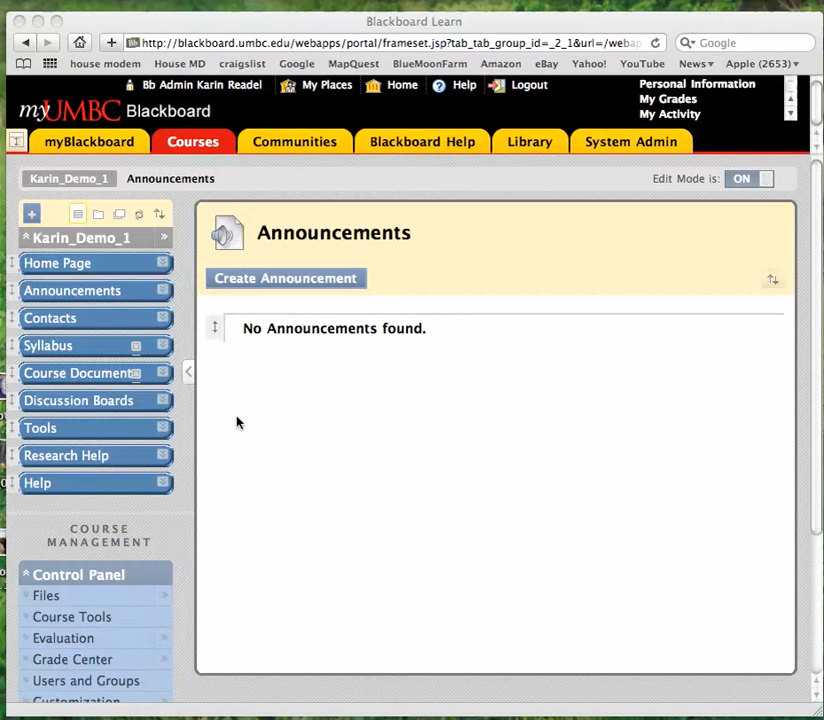 Blackboard Learn
http://blackboard.umbc.edu/webapps/portal/frameset.jsp?tab_tab_group_id=_2_1&url=/webap
Google
house modem House MD craigslist Google MapQuest BlueMoonFarm Amazon eBay Yahoo! YouTube News Apple (2653)
Bb Admin Karin Readel My Places Home Help Logout
Personal Information
My Grades
My Activity
myUMBC Blackboard
myBlackboard Courses Communities Blackboard Help Library System Admin
Karin_Demo_1 Announcements Edit Mode is: ON
Karin_Demo_1
Home Page
Announcements
Contacts
Syllabus
Course Document
Discussion Boards
Tools
Research Help
Help
COURSE
MANAGEMENT
Control Panel
Files
Course Tools
Evaluation
Grade Center
Users and Groups
Customization
Announcements
Create Announcement
No Announcements found.